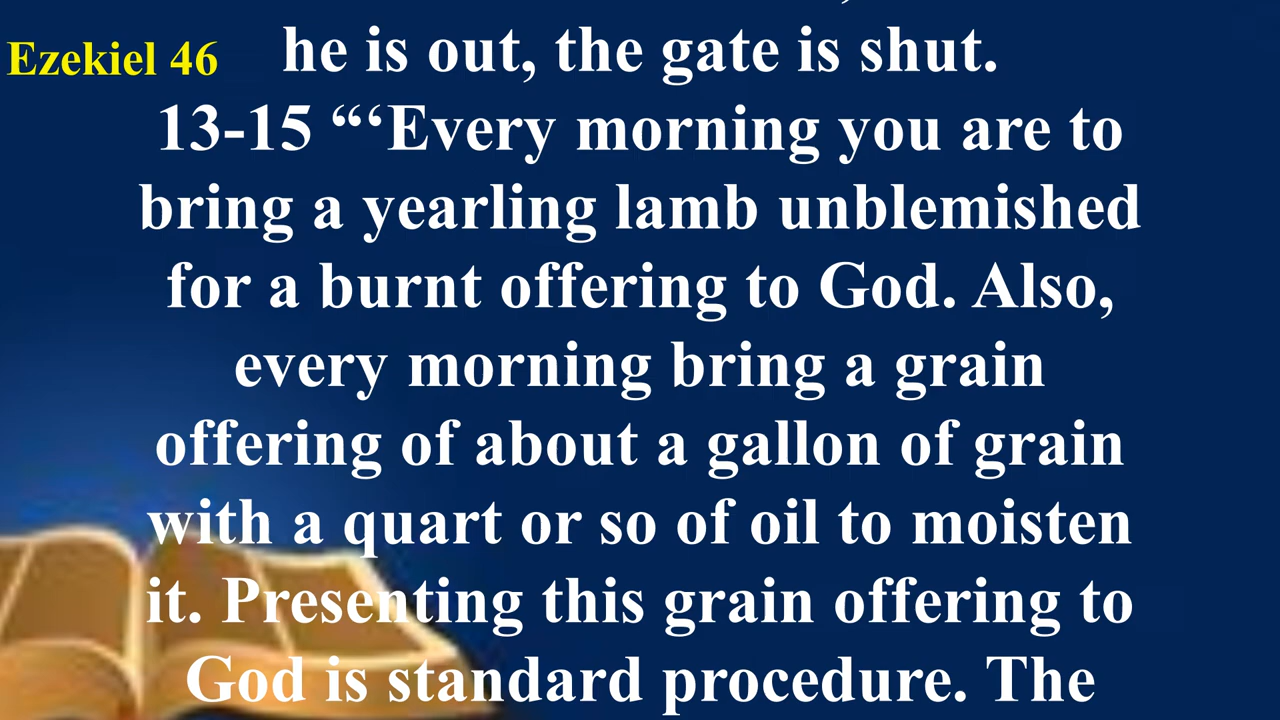 Ezekiel 46
he is out, the gate is shut.
13-15 “‘Every morning you are to
bring a yearling lamb unblemished
for a burnt offering to God. Also,
every morning bring a grain
offering of about a gallon of grain
with a quart or so of oil to moisten
it. Presenting this grain offering to
God is standard procedure. The